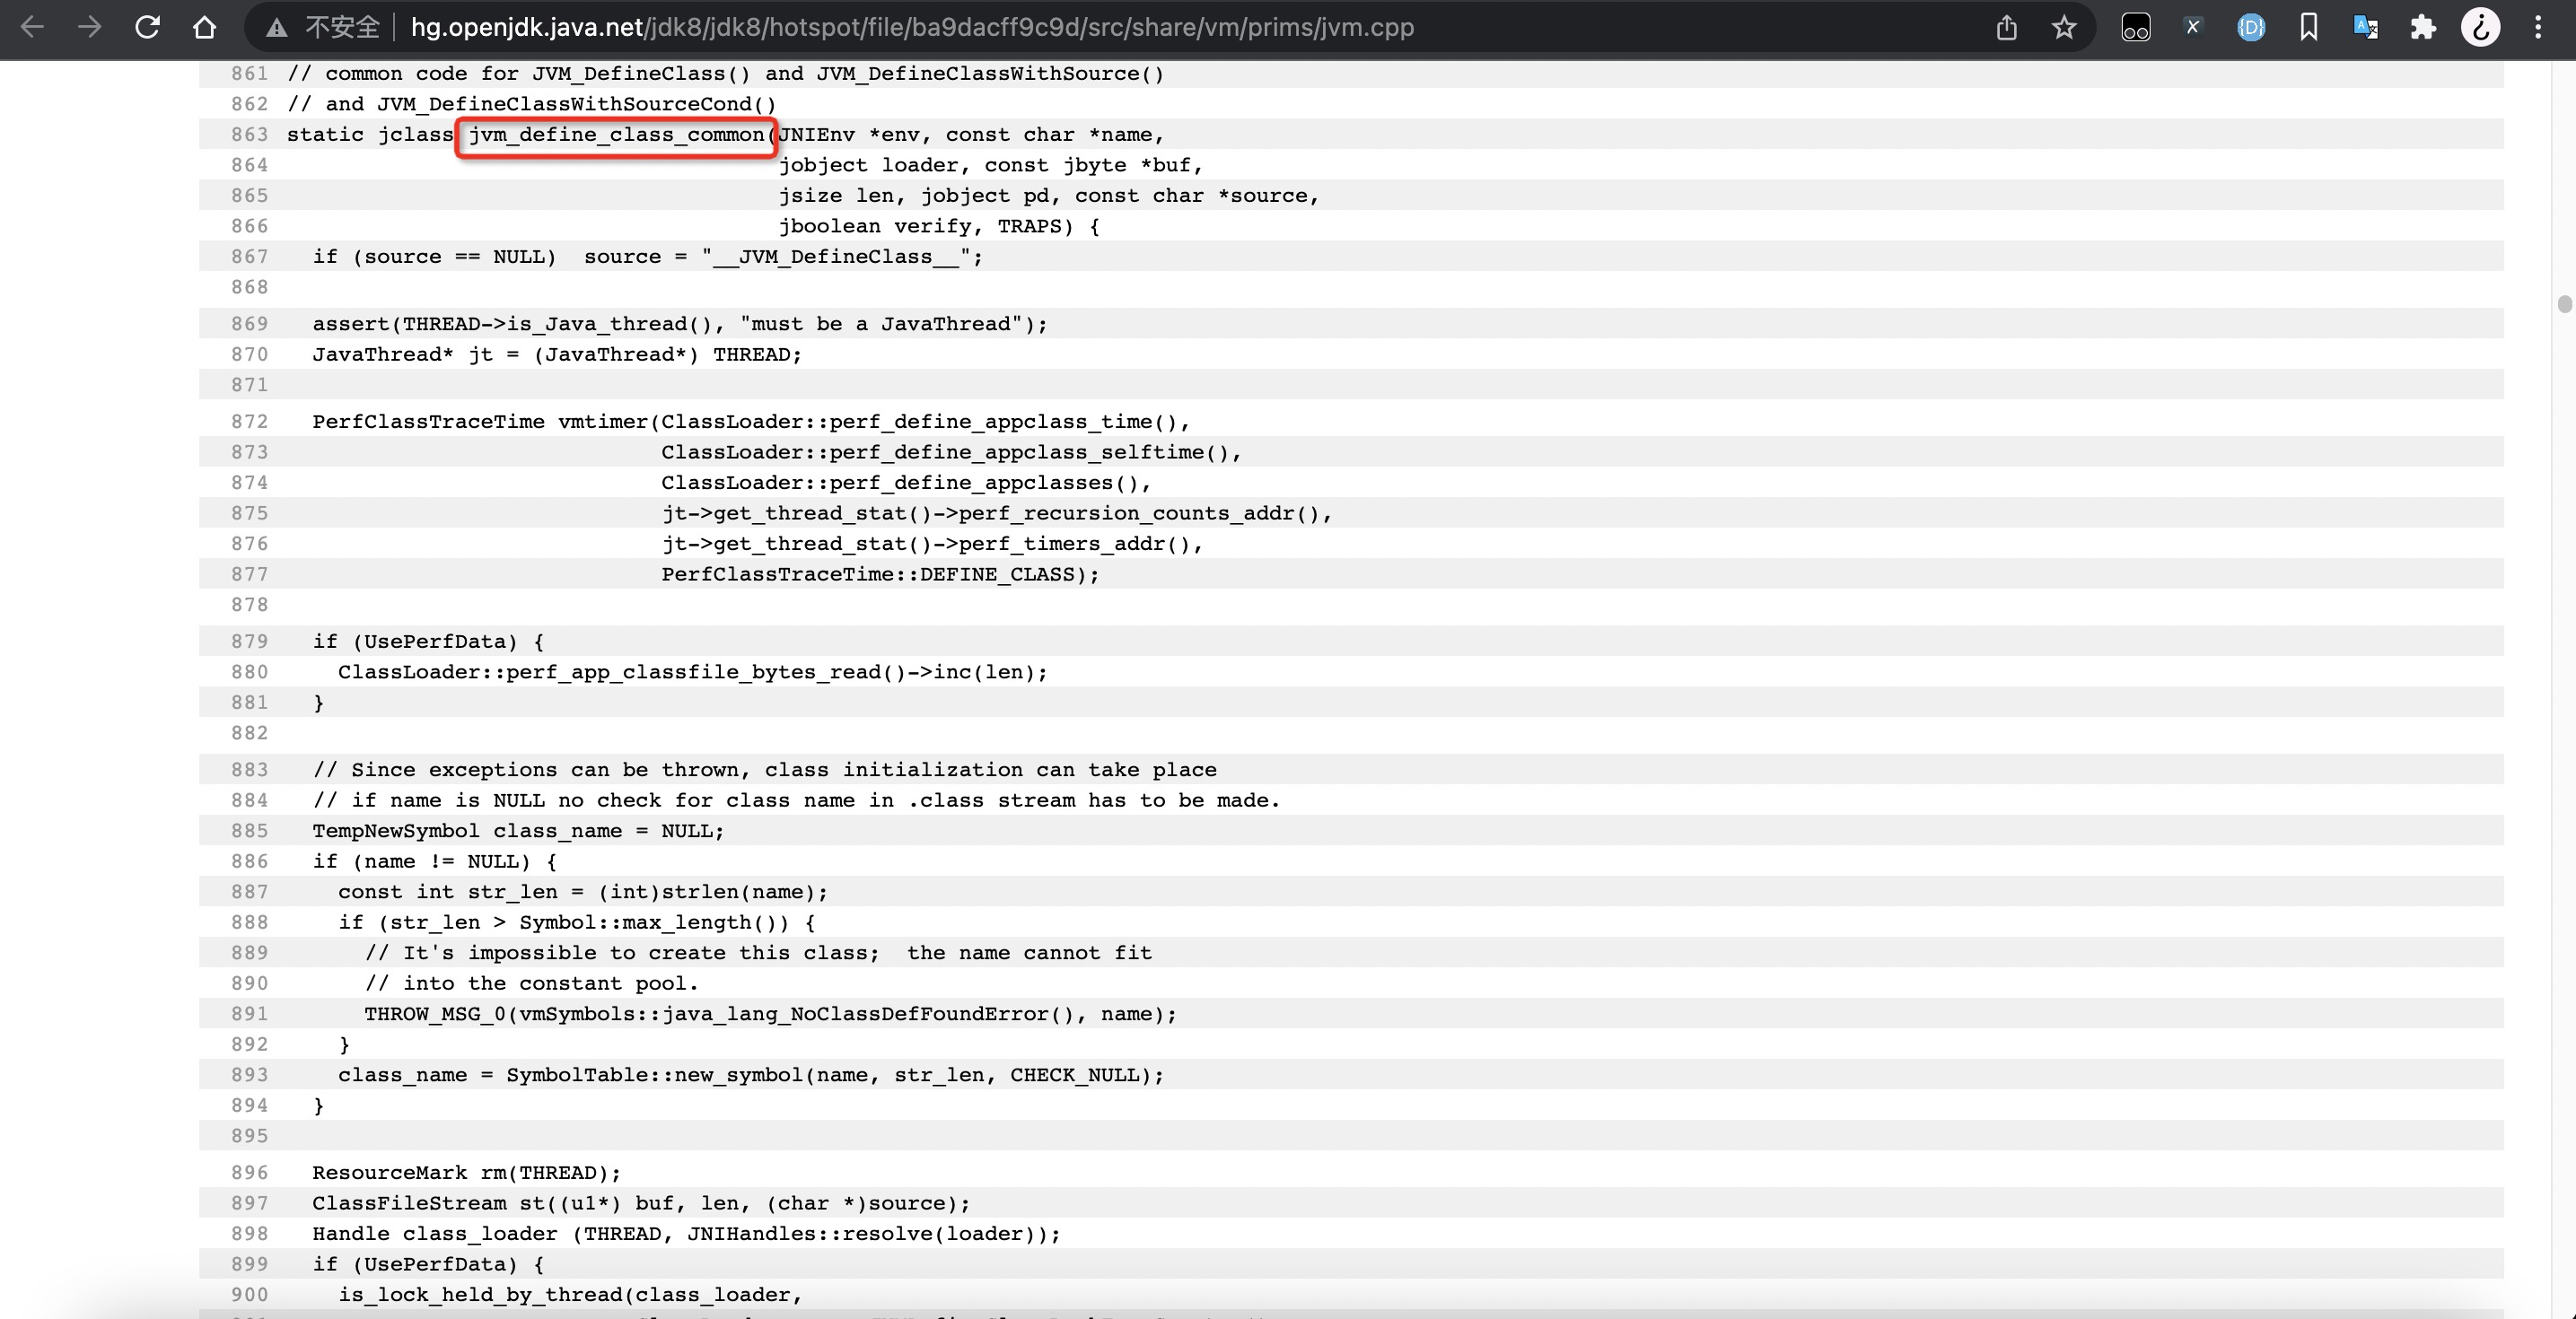 不安全 hg.openjdk.java.net/jdk8/jdk8/hotspot/file/ba9dacff9c9d/src/share/vm/prims/jvm.cpp
861 // common code for JVM_DefineClass() and JVM_DefineClassWithSource()
862 // and JVM_DefineClassWithSourceCond()
863 static jclass jvm_define_class_common(JNIEnv *env, const char *name,
864 jobject loader, const jbyte *buf,
865 jsize len, jobject pd, const char *source,
866 jboolean verify, TRAPS) {
867 if (source == NULL)  source = "__JVM_DefineClass__";
868
869 assert(THREAD->is_Java_thread(), "must be a JavaThread");
870 JavaThread* jt = (JavaThread*) THREAD;
871
872 PerfClassTraceTime vmtimer(ClassLoader::perf_define_appclass_time(),
873 ClassLoader::perf_define_appclass_selftime(),
874 ClassLoader::perf_define_appclasses(),
875 jt->get_thread_stat()->perf_recursion_counts_addr(),
876 jt->get_thread_stat()->perf_timers_addr(),
877 PerfClassTraceTime::DEFINE_CLASS);
878
879 if (UsePerfData) {
880 ClassLoader::perf_app_classfile_bytes_read()->inc(len);
881 }
882
883 // Since exceptions can be thrown, class initialization can take place
884 // if name is NULL no check for class name in .class stream has to be made.
885 TempNewSymbol class_name = NULL;
886 if (name != NULL) {
887 const int str_len = (int)strlen(name);
888 if (str_len > Symbol::max_length()) {
889 // It's impossible to create this class;  the name cannot fit
890 // into the constant pool.
891 THROW_MSG_0(vmSymbols::java_lang_NoClassDefFoundError(), name);
892 }
893 class_name = SymbolTable::new_symbol(name, str_len, CHECK_NULL);
894 }
895
896 ResourceMark rm(THREAD);
897 ClassFileStream st((u1*) buf, len, (char *)source);
898 Handle class_loader (THREAD, JNIHandles::resolve(loader));
899 if (UsePerfData) {
900 is_lock_held_by_thread(class_loader,